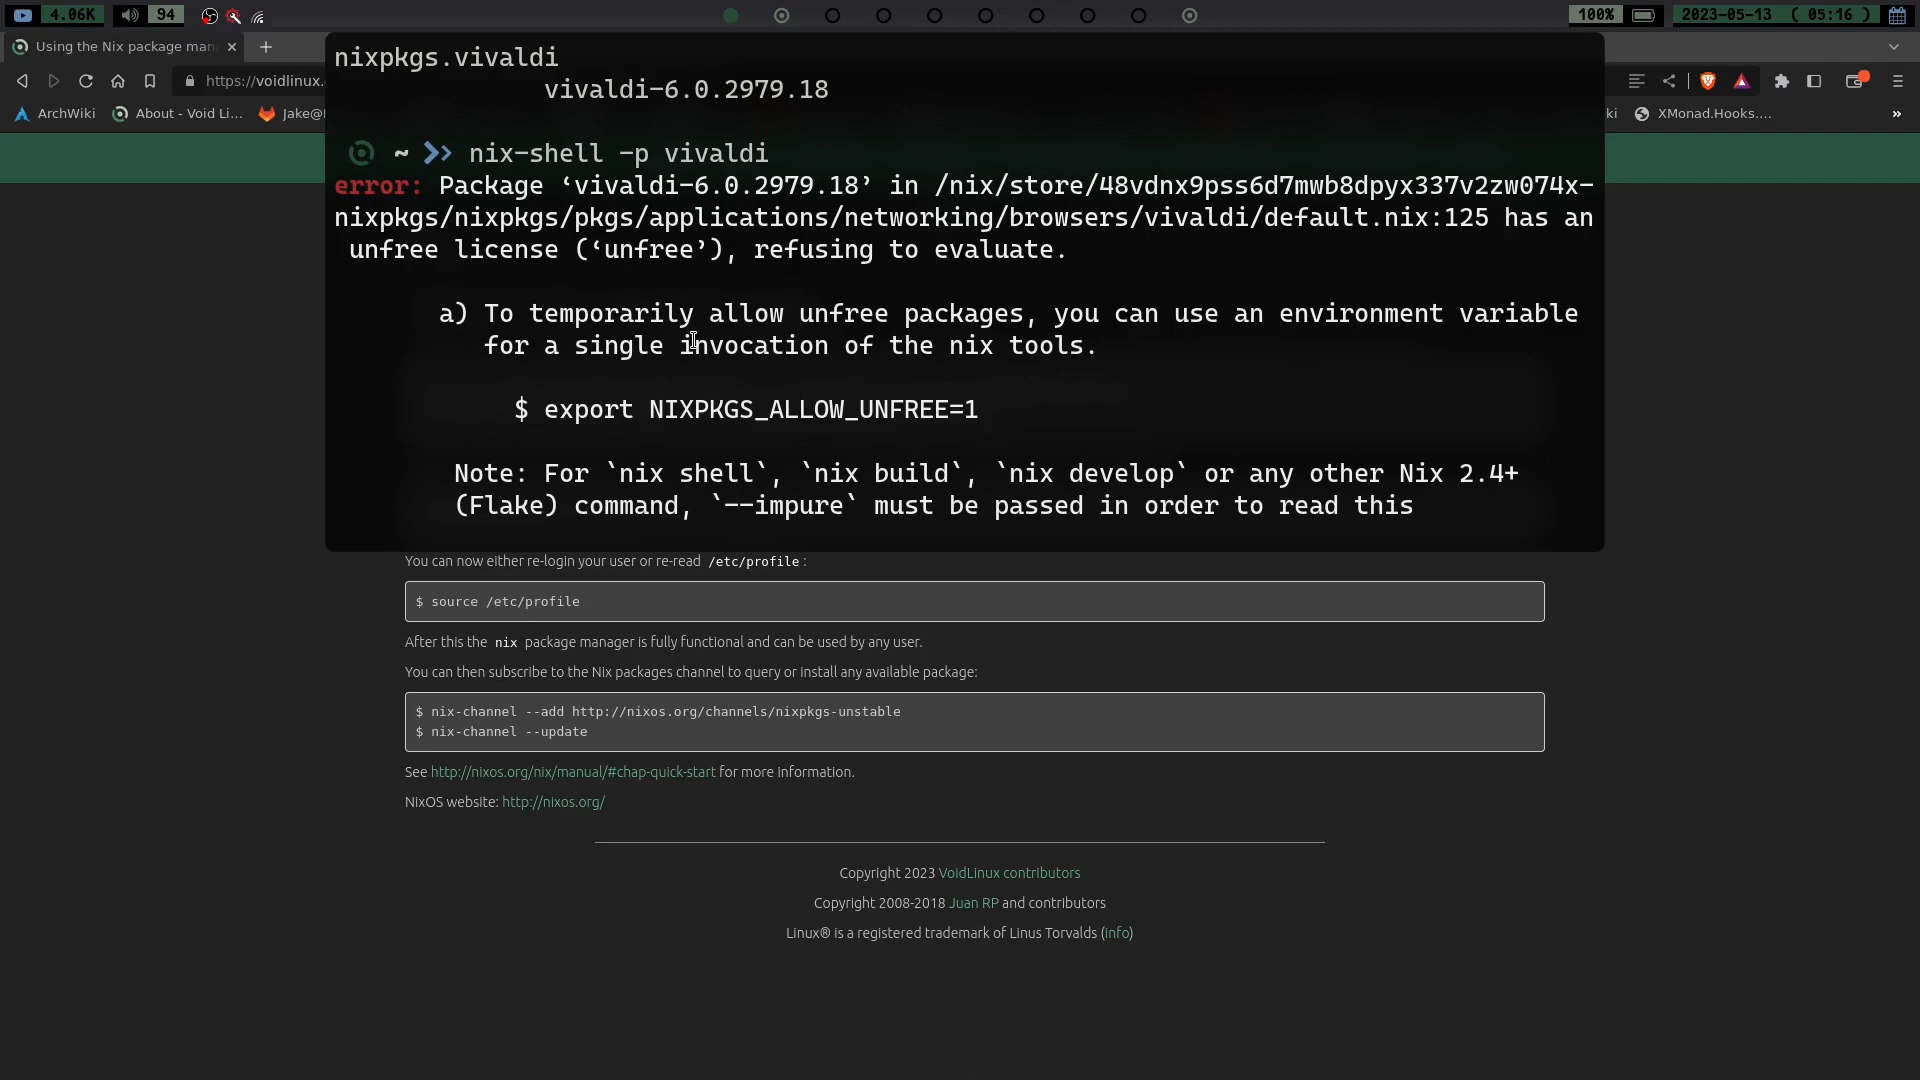 4.06K 94 100% 2023-05-13 ( 05:16 )
Using the Nix package man
https://voidlinux.
ArchWiki About - Void Li... Jake@ ki XMonad.Hooks.... »
nixpkgs.vivaldi
vivaldi-6.0.2979.18
~ nix-shell -p vivaldi
error: Package ‘vivaldi-6.0.2979.18’ in /nix/store/48vdnx9pss6d7mwb8dpyx337v2zw074x-
nixpkgs/nixpkgs/pkgs/applications/networking/browsers/vivaldi/default.nix:125 has an
unfree license (‘unfree’), refusing to evaluate.
a) To temporarily allow unfree packages, you can use an environment variable
for a single invocation of the nix tools.
$ export NIXPKGS_ALLOW_UNFREE=1
Note: For `nix shell`, `nix build`, `nix develop` or any other Nix 2.4+
(Flake) command, `--impure` must be passed in order to read this
You can now either re-login your user or re-read /etc/profile :
$ source /etc/profile
After this the nix package manager is fully functional and can be used by any user.
You can then subscribe to the Nix packages channel to query or install any available package:
$ nix-channel --add http://nixos.org/channels/nixpkgs-unstable
$ nix-channel --update
See http://nixos.org/nix/manual/#chap-quick-start for more information.
NixOS website: http://nixos.org/
Copyright 2023 VoidLinux contributors
Copyright 2008-2018 Juan RP and contributors
Linux® is a registered trademark of Linus Torvalds (info)